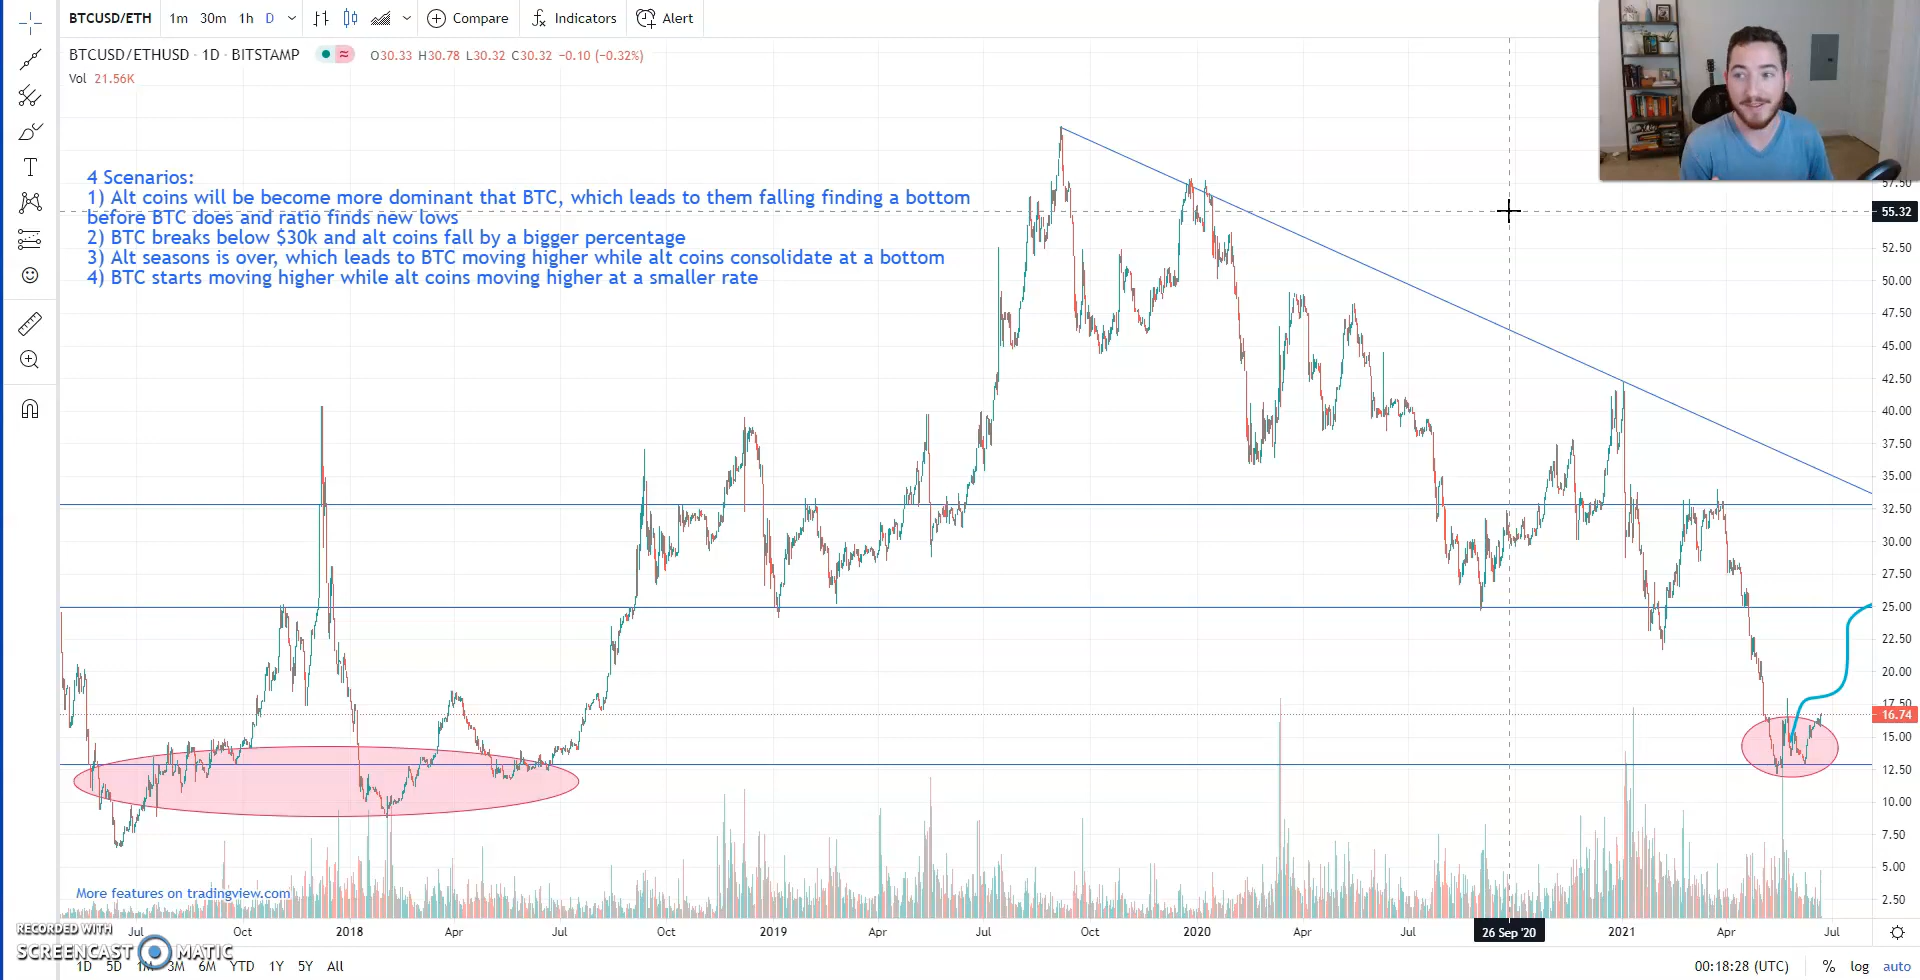 BTCUSD/ETH 1m 30m 1h D Compare Indicators Alert
BTCUSD/ETHUSD · 1D · BITSTAMP O30.33 H30.78 L30.32 C30.32 −0.10 (−0.32%)
Vol 21.56K
4 Scenarios:
1) Alt coins will be become more dominant that BTC, which leads to them falling finding a bottom
before BTC does and ratio finds new lows
2) BTC breaks below $30k and alt coins fall by a bigger percentage
3) Alt seasons is over, which leads to BTC moving higher while alt coins consolidate at a bottom
4) BTC starts moving higher while alt coins moving higher at a smaller rate
57.50
55.32
52.50
50.00
47.50
45.00
42.50
40.00
37.50
35.00
32.50
30.00
27.50
25.00
22.50
20.00
17.50
16.74
15.00
12.50
10.00
7.50
5.00
2.50
More features on tradingview.com
Jul Oct 2018 Apr Jul Oct 2019 Apr Jul Oct 2020 Apr Jul 26 Sep '20 2021 Apr Jul
RECORDED WITH
SCREENCAST MATIC
1D 5D 1M 3M 6M YTD 1Y 5Y All 00:18:28 (UTC) % log auto